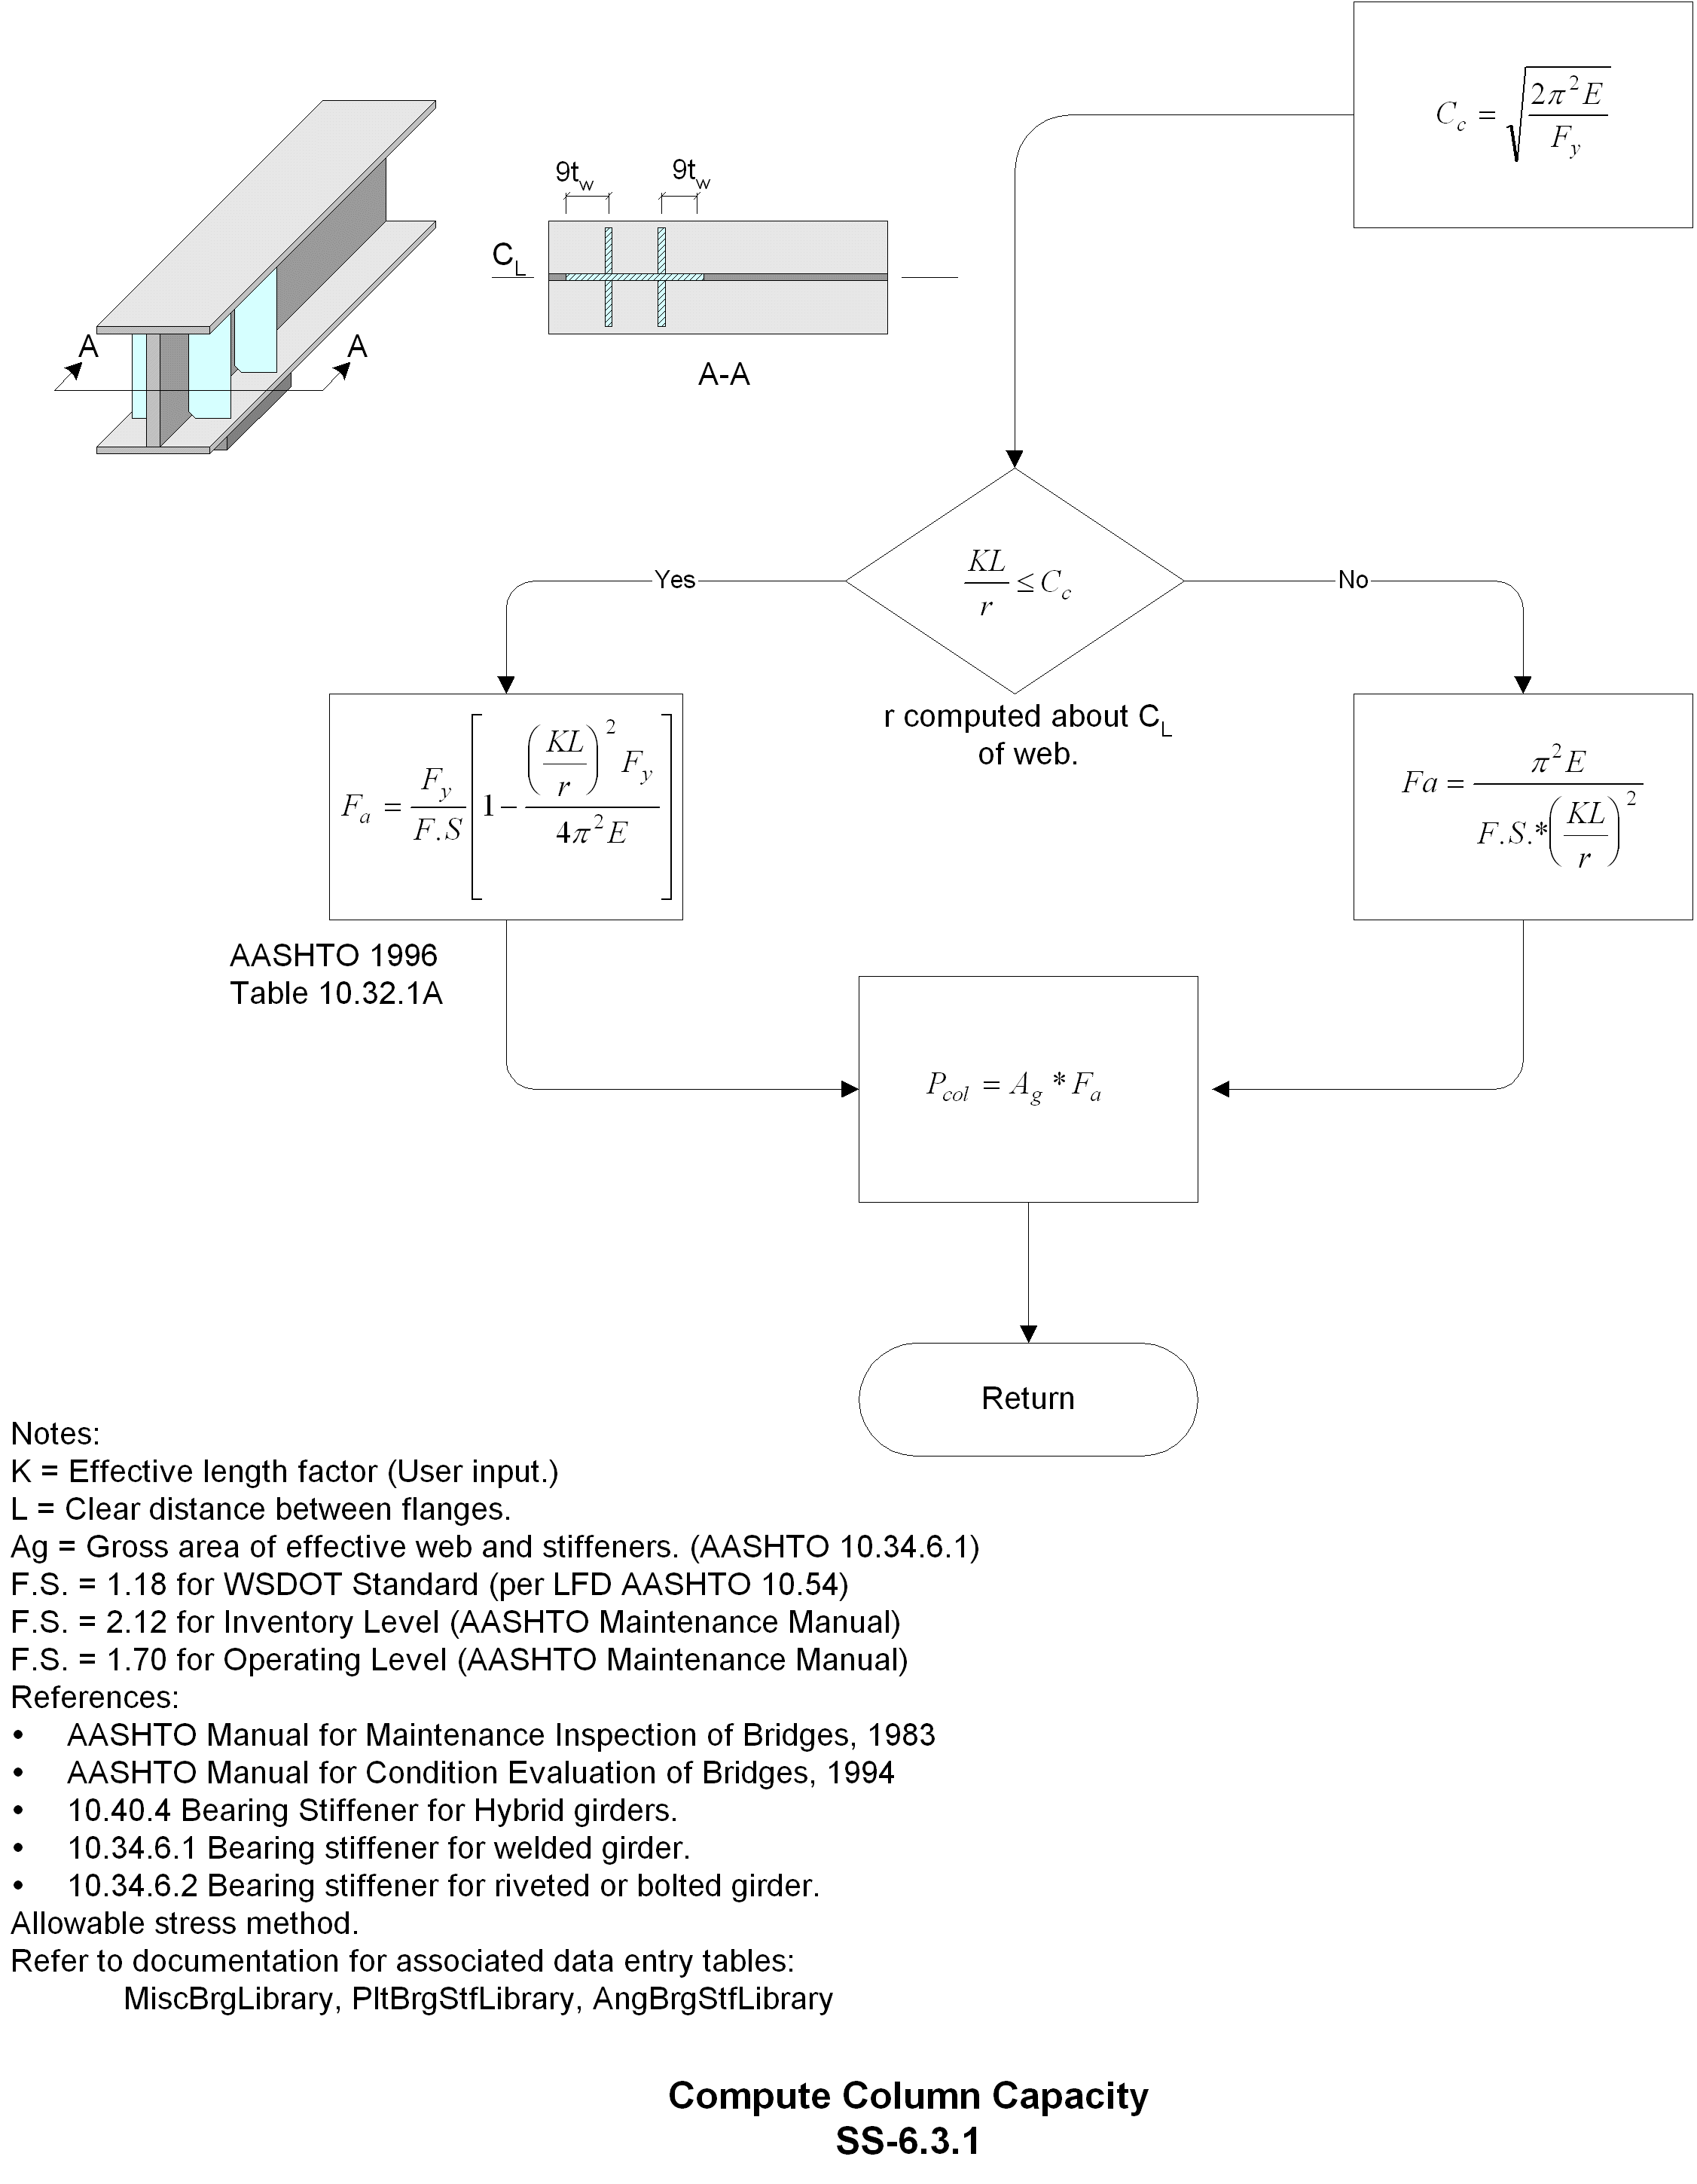 C_c = \sqrt{\frac{2\pi^2 E}{F_y}}
9t_w 9t_w
C_L
A A
A-A
\frac{KL}{r} \leq C_c
Yes
No
r computed about C_L
of web.
F_a = \frac{F_y}{F.S}\left[1-\frac{\left(\frac{KL}{r}\right)^2 F_y}{4\pi^2 E}\right]
Fa = \frac{\pi^2 E}{F.S.*\left(\frac{KL}{r}\right)^2}
AASHTO 1996
Table 10.32.1A
P_{col} = A_g * F_a
Return
Notes:
K = Effective length factor (User input.)
L = Clear distance between flanges.
Ag = Gross area of effective web and stiffeners. (AASHTO 10.34.6.1)
F.S. = 1.18 for WSDOT Standard (per LFD AASHTO 10.54)
F.S. = 2.12 for Inventory Level (AASHTO Maintenance Manual)
F.S. = 1.70 for Operating Level (AASHTO Maintenance Manual)
References:
• AASHTO Manual for Maintenance Inspection of Bridges, 1983
• AASHTO Manual for Condition Evaluation of Bridges, 1994
• 10.40.4 Bearing Stiffener for Hybrid girders.
• 10.34.6.1 Bearing stiffener for welded girder.
• 10.34.6.2 Bearing stiffener for riveted or bolted girder.
Allowable stress method.
Refer to documentation for associated data entry tables:
MiscBrgLibrary, PltBrgStfLibrary, AngBrgStfLibrary
Compute Column Capacity
SS-6.3.1